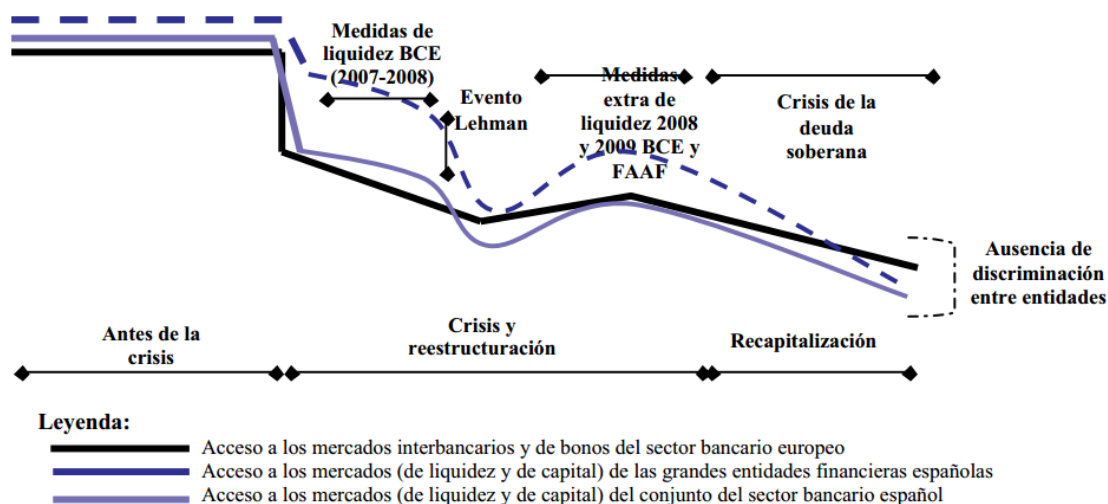 Medidas de
liquidez BCE
(2007-2008)
Evento
Lehman
Medidas
extra de
liquidez 2008
y 2009 BCE y
FAAF
Crisis de la
deuda
soberana
Ausencia de
discriminación
entre entidades
Antes de la
crisis
Crisis y
reestructuración
Recapitalización
Leyenda:
Acceso a los mercados interbancarios y de bonos del sector bancario europeo
Acceso a los mercados (de liquidez y de capital) de las grandes entidades financieras españolas
Acceso a los mercados (de liquidez y de capital) del conjunto del sector bancario español